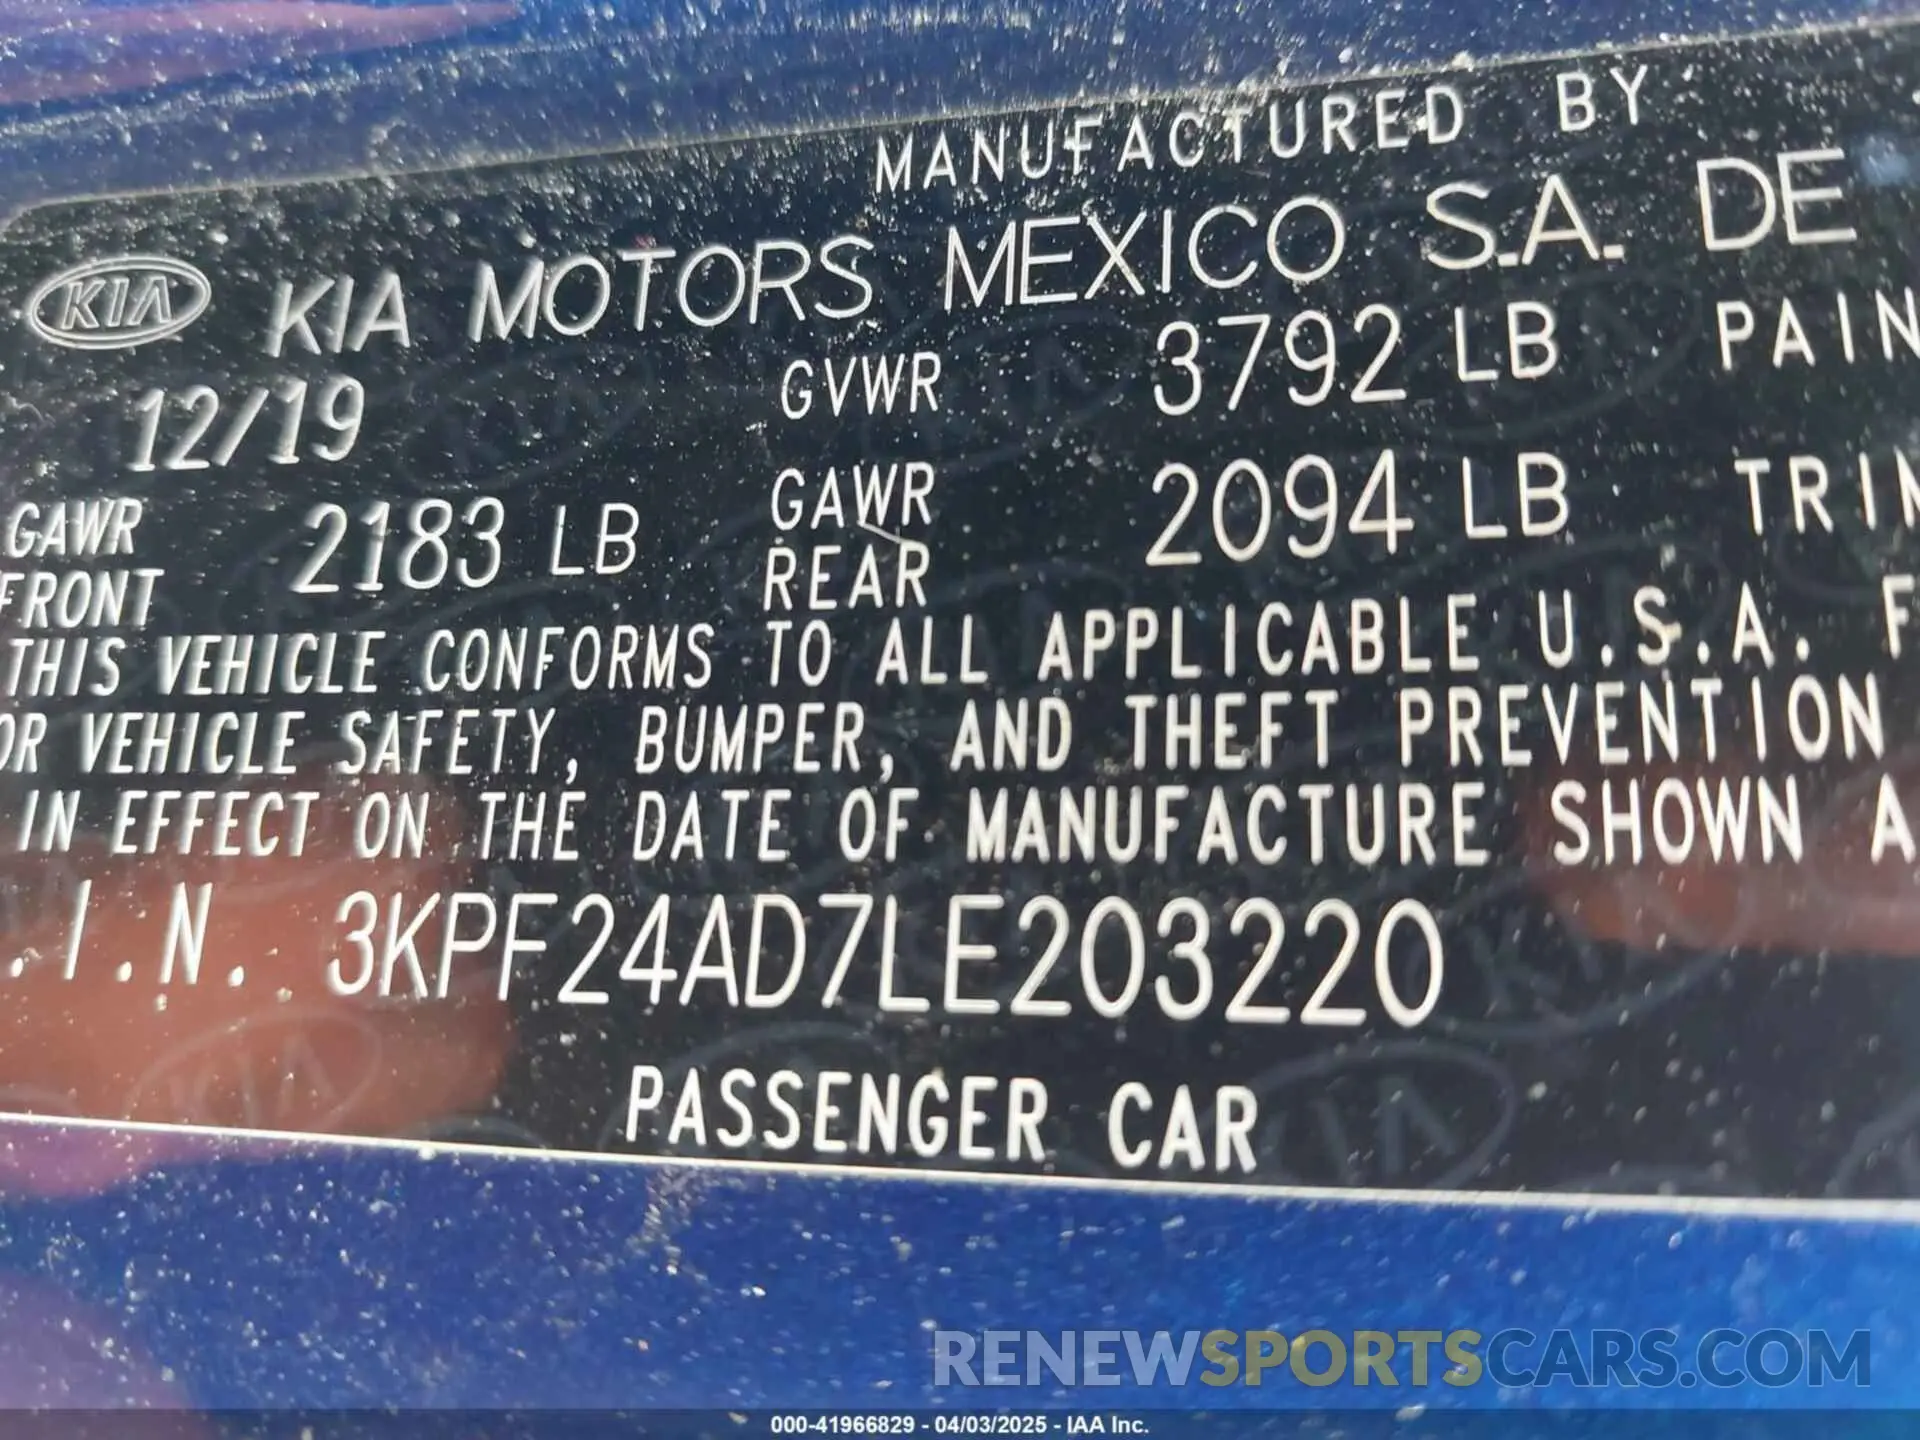 MANUFACTURED BY
KIA KIA MOTORS MEXICO S.A. DE
12/19 GVWR 3792 LB PAIN
GAWR FRONT 2183 LB GAWR REAR 2094 LB TRIM
THIS VEHICLE CONFORMS TO ALL APPLICABLE U.S.A. F
OR VEHICLE SAFETY, BUMPER, AND THEFT PREVENTION
IN EFFECT ON THE DATE OF MANUFACTURE SHOWN A
.I.N. 3KPF24AD7LE203220
PASSENGER CAR
RENEWSPORTSCARS.COM
000-41966829 - 04/03/2025 - IAA Inc.